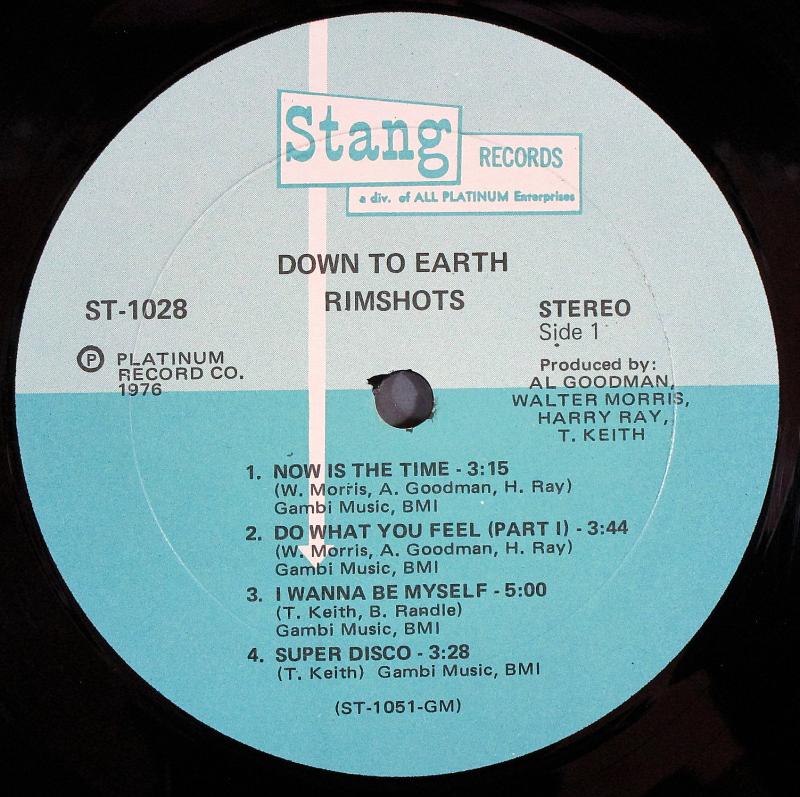 Stang
RECORDS
a div. of ALL PLATINUM Enterprises
DOWN TO EARTH
RIMSHOTS
ST-1028
STEREO
Side 1
Ⓟ PLATINUM
RECORD CO.
1976
Produced by:
AL GOODMAN,
WALTER MORRIS,
HARRY RAY,
T. KEITH
1. NOW IS THE TIME - 3:15
(W. Morris, A. Goodman, H. Ray)
Gambi Music, BMI
2. DO WHAT YOU FEEL (PART I) - 3:44
(W. Morris, A. Goodman, H. Ray)
Gambi Music, BMI
3. I WANNA BE MYSELF - 5:00
(T. Keith, B. Randle)
Gambi Music, BMI
4. SUPER DISCO - 3:28
(T. Keith) Gambi Music, BMI
(ST-1051-GM)